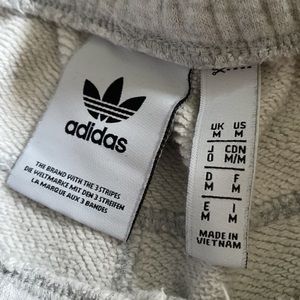 adidas
THE BRAND WITH THE 3 STRIPES
DIE WELTMARKE MIT DEN 3 STREIFEN
LA MARQUE AUX 3 BANDES
UK US
M M
J CDN
O M/M
D F
M M
E I
M M
MADE IN
VIETNAM